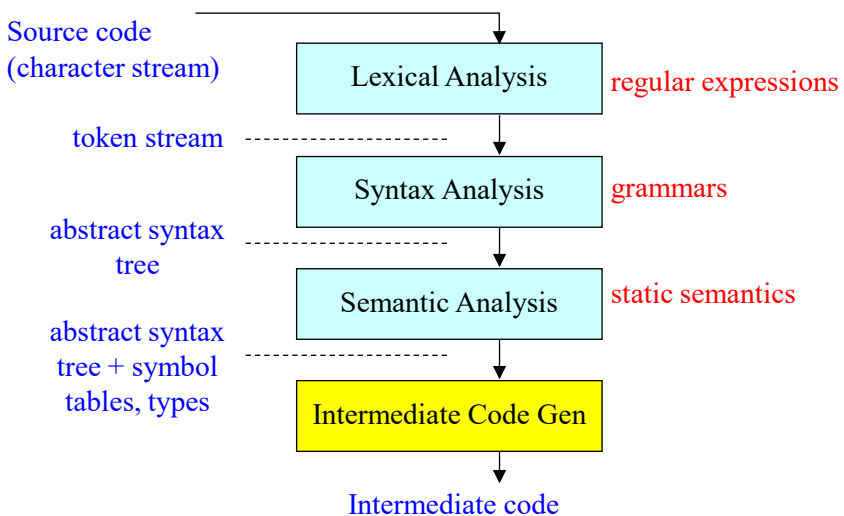 Source code
(character stream)
Lexical Analysis
regular expressions
token stream
Syntax Analysis
grammars
abstract syntax
tree
Semantic Analysis
static semantics
abstract syntax
tree + symbol
tables, types
Intermediate Code Gen
Intermediate code